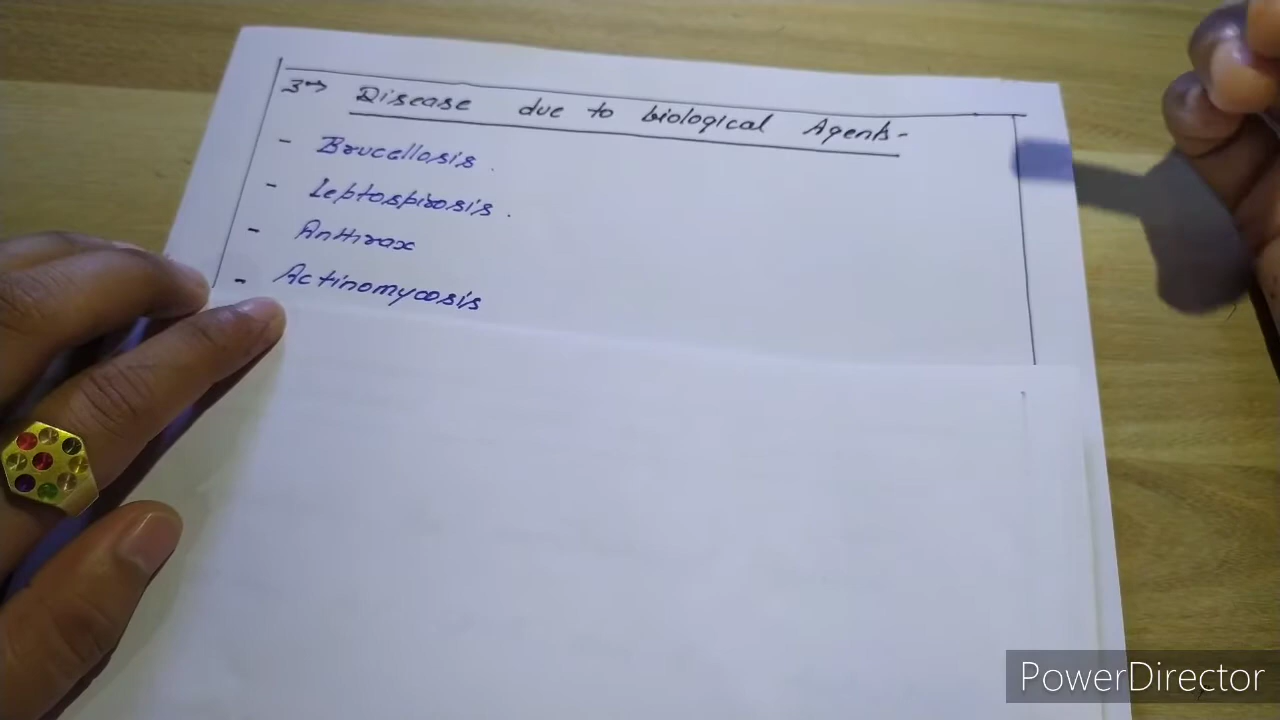 3→ Disease due to biological Agents-
- Brucellosis.
- Leptospirosis.
- Anthrax
- Actinomycosis
PowerDirector